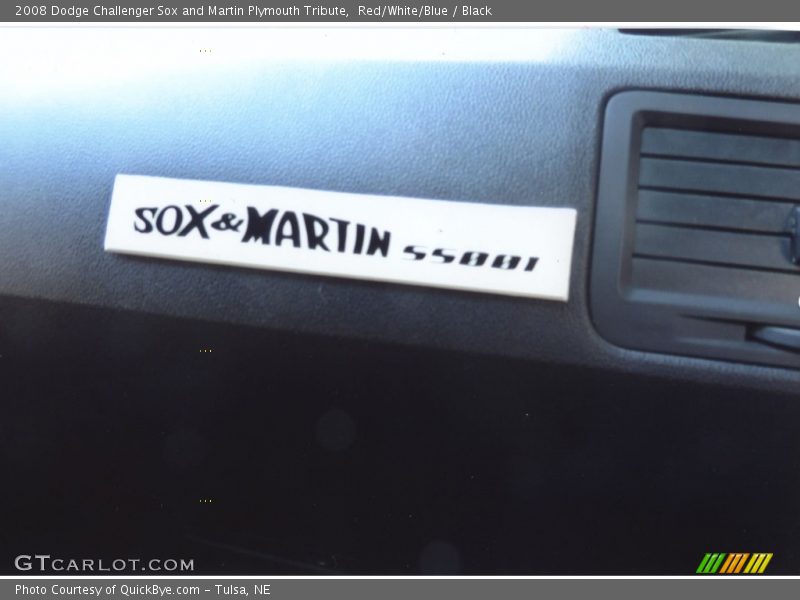 2008 Dodge Challenger Sox and Martin Plymouth Tribute, Red/White/Blue / Black
SOX & MARTIN SS001
GTCARLOT.COM
Photo Courtesy of QuickBye.com - Tulsa, NE